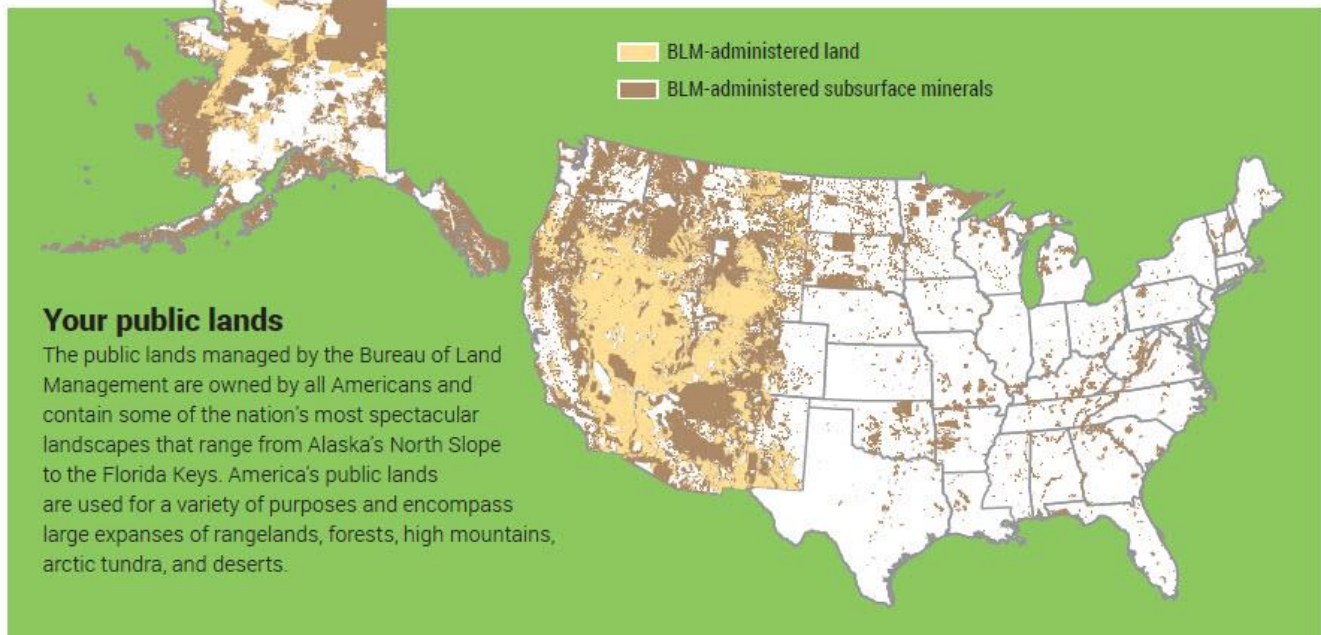 BLM-administered land
BLM-administered subsurface minerals
Your public lands
The public lands managed by the Bureau of Land
Management are owned by all Americans and
contain some of the nation's most spectacular
landscapes that range from Alaska's North Slope
to the Florida Keys. America's public lands
are used for a variety of purposes and encompass
large expanses of rangelands, forests, high mountains,
arctic tundra, and deserts.